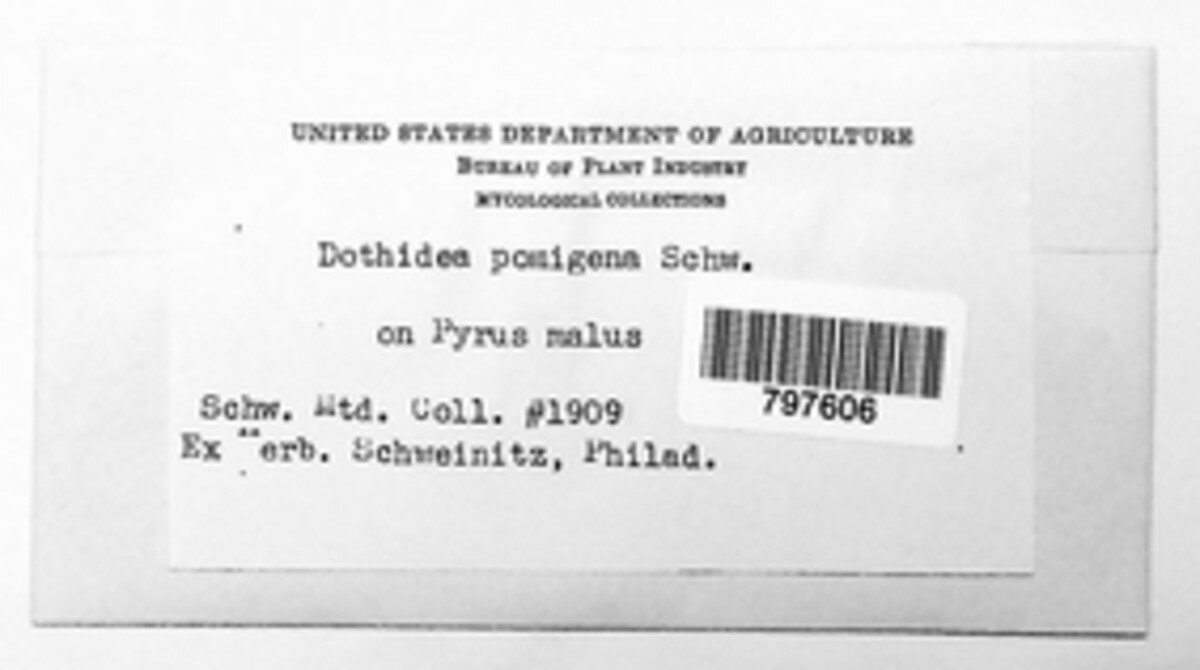 UNITED STATES DEPARTMENT OF AGRICULTURE
BUREAU OF PLANT INDUSTRY
MYCOLOGICAL COLLECTIONS
Dothidea pomigena Schw.
on Pyrus malus
797606
Schw. Mtd. Coll. #1909
Ex Herb. Schweinitz, Philad.